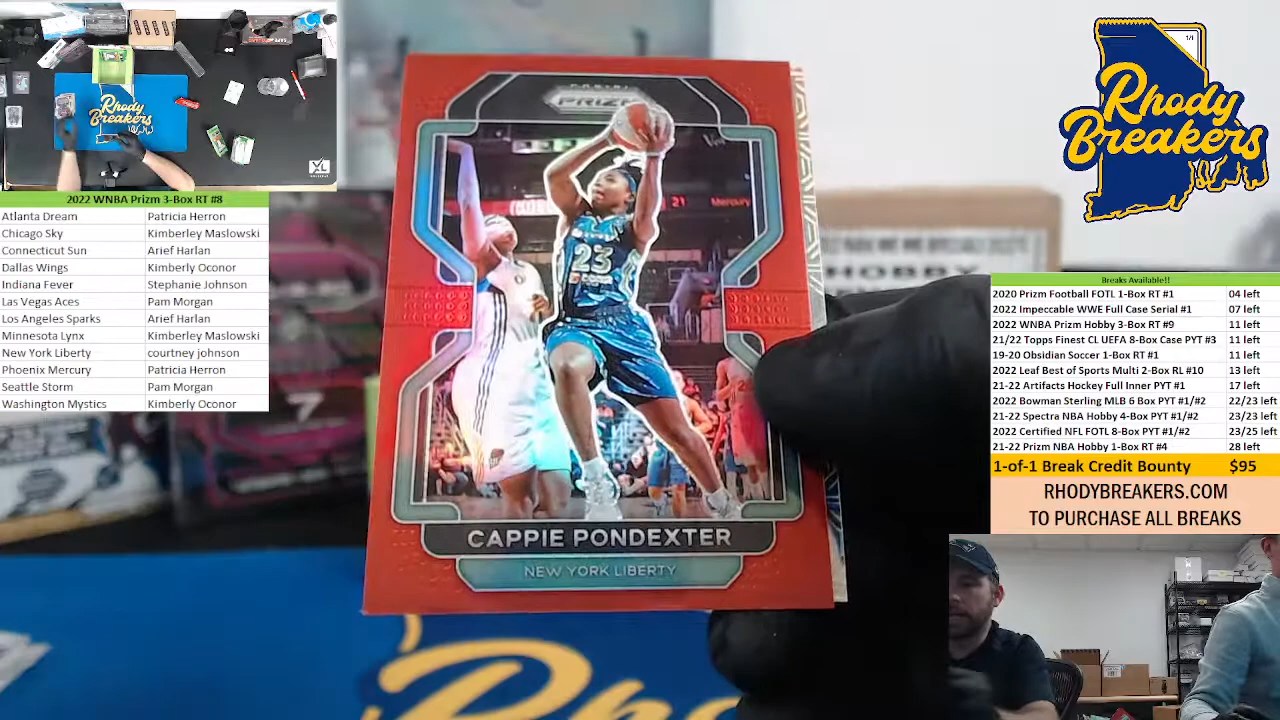 Rhody
Breakers
XL
2022 WNBA Prizm 3-Box RT #8
Atlanta Dream Patricia Herron
Chicago Sky Kimberley Maslowski
Connecticut Sun Arief Harlan
Dallas Wings Kimberly Oconor
Indiana Fever Stephanie Johnson
Las Vegas Aces Pam Morgan
Los Angeles Sparks Arief Harlan
Minnesota Lynx Kimberley Maslowski
New York Liberty courtney johnson
Phoenix Mercury Patricia Herron
Seattle Storm Pam Morgan
Washington Mystics Kimberly Oconor
PANINI
PRIZM
21 Mercury
23
CAPPIE PONDEXTER
NEW YORK LIBERTY
HOBBY
7
1/1
Rhody
Breakers
Breaks Available!!
2020 Prizm Football FOTL 1-Box RT #1 04 left
2022 Impeccable WWE Full Case Serial #1 07 left
2022 WNBA Prizm Hobby 3-Box RT #9 11 left
21/22 Topps Finest CL UEFA 8-Box Case PYT #3 11 left
19-20 Obsidian Soccer 1-Box RT #1 11 left
2022 Leaf Best of Sports Multi 2-Box RL #10 13 left
21-22 Artifacts Hockey Full Inner PYT #1 17 left
2022 Bowman Sterling MLB 6 Box PYT #1/#2 22/23 left
21-22 Spectra NBA Hobby 4-Box PYT #1/#2 23/23 left
2022 Certified NFL FOTL 8-Box PYT #1/#2 23/25 left
21-22 Prizm NBA Hobby 1-Box RT #4 28 left
1-of-1 Break Credit Bounty $95
RHODYBREAKERS.COM
TO PURCHASE ALL BREAKS